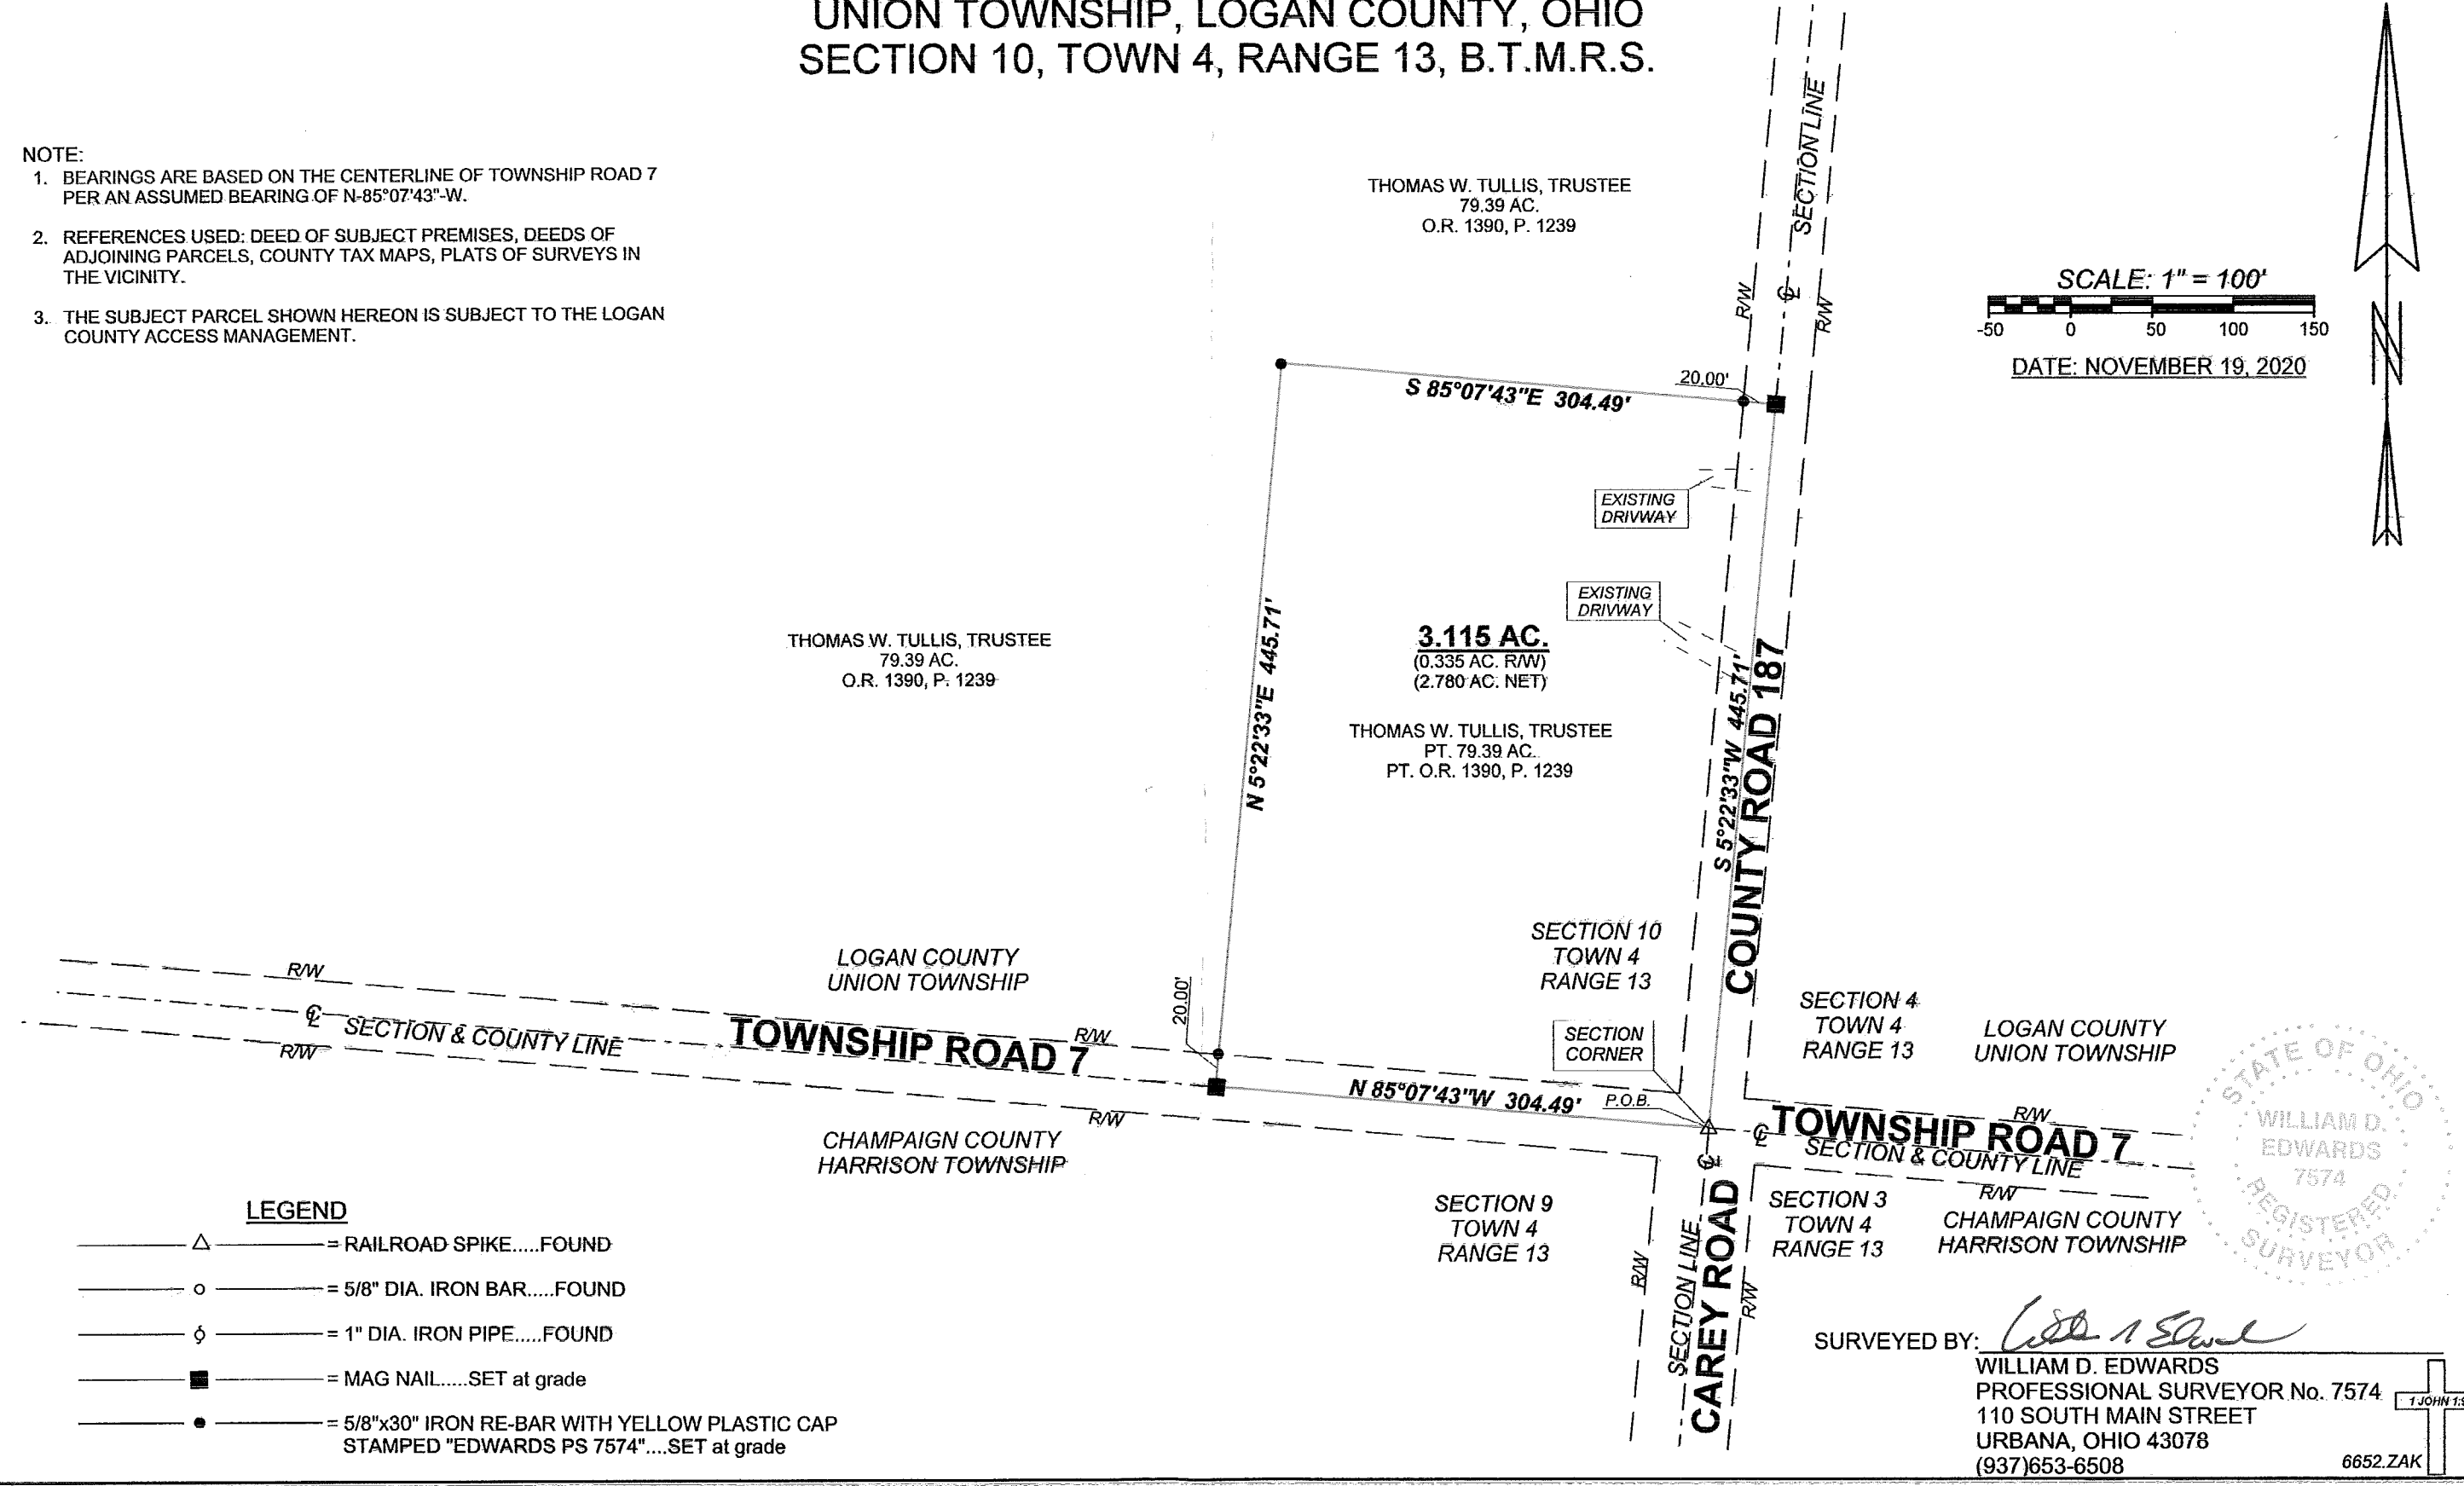 UNION TOWNSHIP, LOGAN COUNTY, OHIO
SECTION 10, TOWN 4, RANGE 13, B.T.M.R.S.
NOTE:
1. BEARINGS ARE BASED ON THE CENTERLINE OF TOWNSHIP ROAD 7
PER AN ASSUMED BEARING OF N-85°07'43"-W.
2. REFERENCES USED: DEED OF SUBJECT PREMISES, DEEDS OF
ADJOINING PARCELS, COUNTY TAX MAPS, PLATS OF SURVEYS IN
THE VICINITY.
3. THE SUBJECT PARCEL SHOWN HEREON IS SUBJECT TO THE LOGAN
COUNTY ACCESS MANAGEMENT.
THOMAS W. TULLIS, TRUSTEE
79.39 AC.
O.R. 1390, P. 1239
SECTION LINE
R/W
℄
R/W
SCALE: 1" = 100'
-50 0 50 100 150
DATE: NOVEMBER 19, 2020
N
S 85°07'43"E 304.49'
20.00'
EXISTING
DRIVWAY
EXISTING
DRIVWAY
N 5°22'33"E 445.71'
THOMAS W. TULLIS, TRUSTEE
79.39 AC.
O.R. 1390, P. 1239
3.115 AC.
(0.335 AC. R/W)
(2.780 AC. NET)
THOMAS W. TULLIS, TRUSTEE
PT. 79.39 AC.
PT. O.R. 1390, P. 1239
S 5°22'33"W 445.71'
COUNTY ROAD 187
LOGAN COUNTY
UNION TOWNSHIP
SECTION 10
TOWN 4
RANGE 13
SECTION 4
TOWN 4
RANGE 13
LOGAN COUNTY
UNION TOWNSHIP
R/W
℄
SECTION & COUNTY LINE
R/W
TOWNSHIP ROAD 7
R/W
R/W
20.00'
SECTION
CORNER
N 85°07'43"W 304.49'
P.O.B.
℄
TOWNSHIP ROAD 7
R/W
SECTION & COUNTY LINE
R/W
CHAMPAIGN COUNTY
HARRISON TOWNSHIP
SECTION 9
TOWN 4
RANGE 13
℄
SECTION LINE
CAREY ROAD
R/W
R/W
SECTION 3
TOWN 4
RANGE 13
CHAMPAIGN COUNTY
HARRISON TOWNSHIP
STATE OF OHIO
WILLIAM D.
EDWARDS
7574
REGISTERED
SURVEYOR
LEGEND
= RAILROAD SPIKE.....FOUND
= 5/8" DIA. IRON BAR.....FOUND
= 1" DIA. IRON PIPE.....FOUND
= MAG NAIL.....SET at grade
= 5/8"x30" IRON RE-BAR WITH YELLOW PLASTIC CAP
STAMPED "EDWARDS PS 7574"....SET at grade
SURVEYED BY:
WILLIAM D. EDWARDS
PROFESSIONAL SURVEYOR No. 7574
110 SOUTH MAIN STREET
URBANA, OHIO 43078
(937)653-6508
1 JOHN 1:9
6652.ZAK